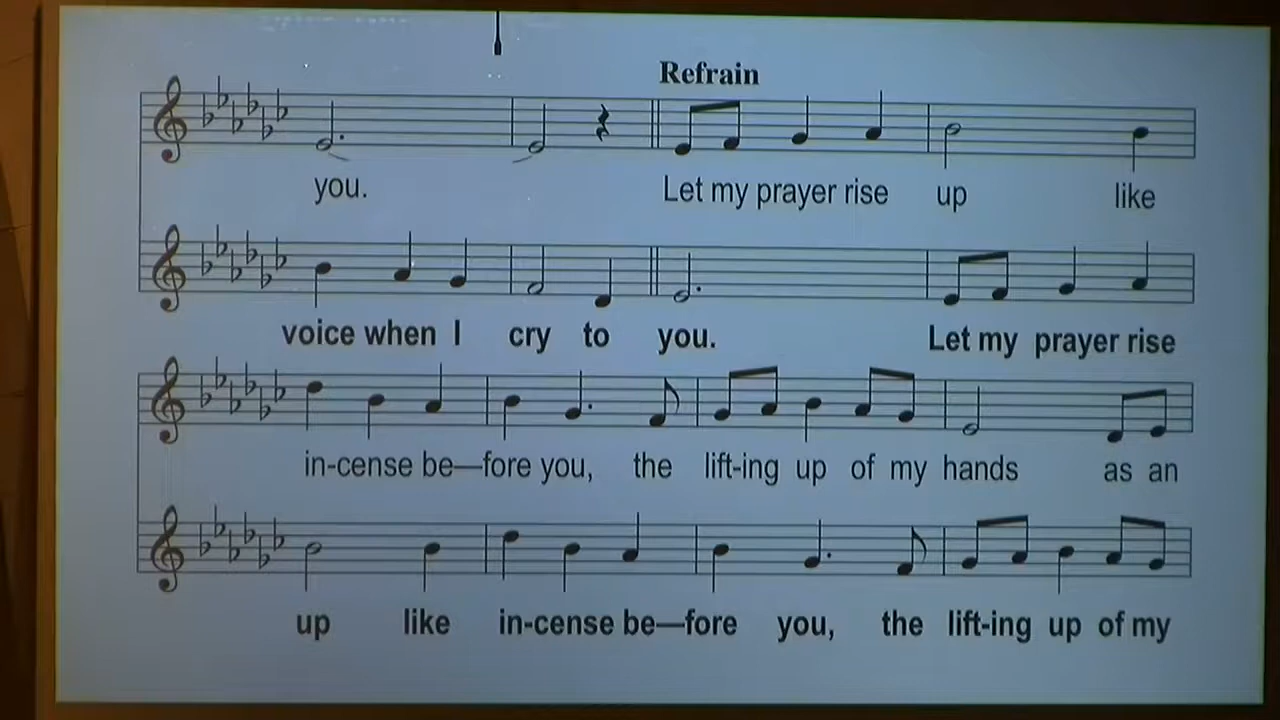 Refrain
you. Let my prayer rise up like
voice when I cry to you. Let my prayer rise
in-cense be—fore you, the lift-ing up of my hands as an
up like in-cense be—fore you, the lift-ing up of my